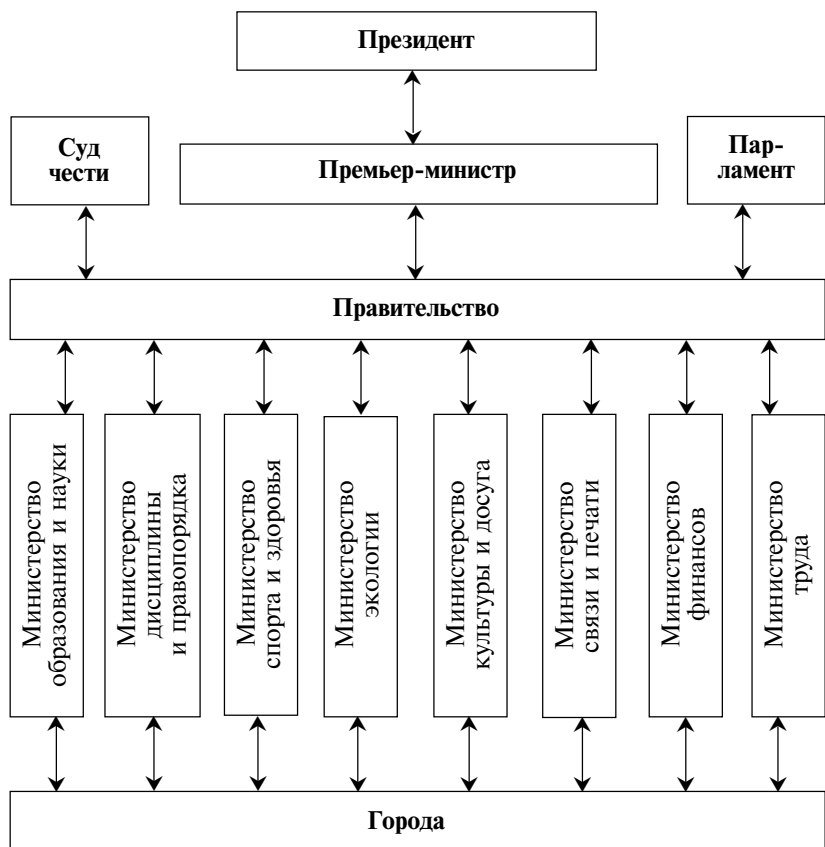 Президент
Суд
чести
Премьер-министр
Пар-
ламент
Правительство
Министерство
образования и науки
Министерство
дисциплины
и правопорядка
Министерство
спорта и здоровья
Министерство
экологии
Министерство
культуры и досуга
Министерство
связи и печати
Министерство
финансов
Министерство
труда
Города